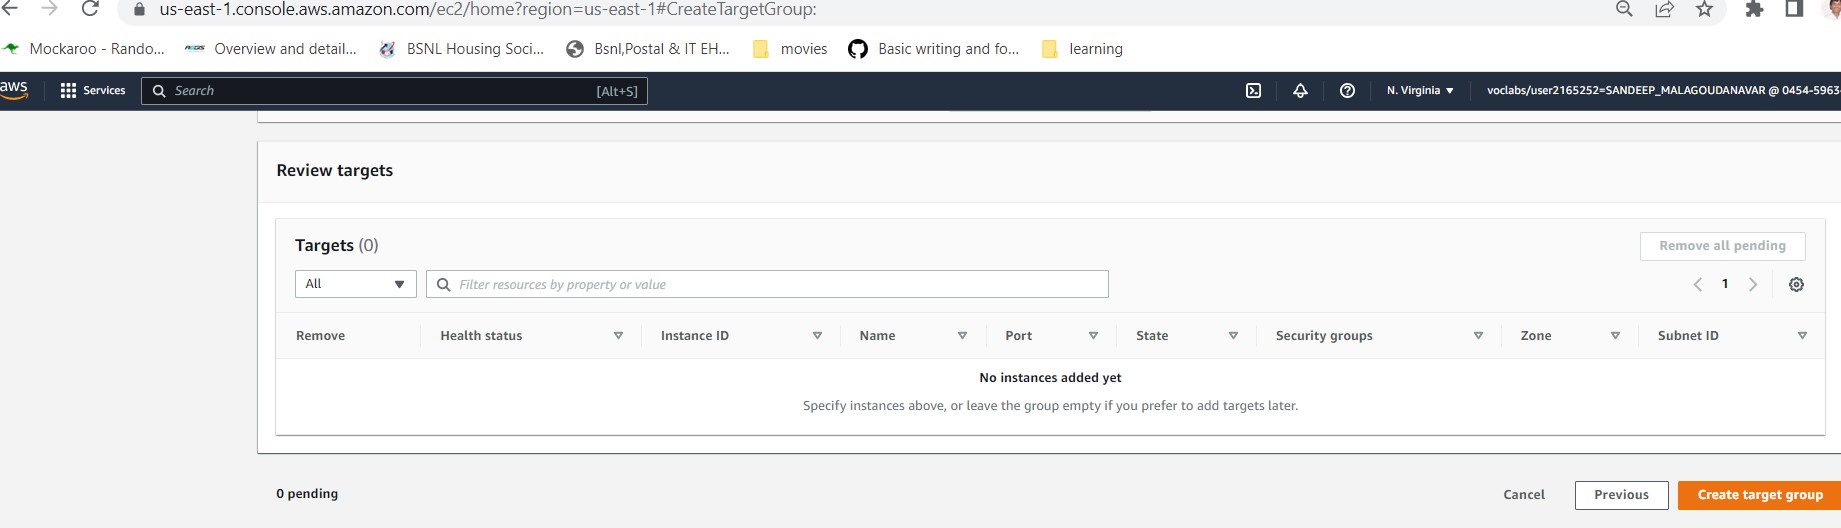 us-east-1.console.aws.amazon.com/ec2/home?region=us-east-1#CreateTargetGroup:
Mockaroo - Rando... Overview and detail... BSNL Housing Soci... Bsnl,Postal & IT EH... movies Basic writing and fo... learning
aws Services Search [Alt+S] N. Virginia voclabs/user2165252=SANDEEP_MALAGOUDANAVAR @ 0454-5963-
Review targets
Targets (0) Remove all pending
All Filter resources by property or value 1
Remove Health status Instance ID Name Port State Security groups Zone Subnet ID
No instances added yet
Specify instances above, or leave the group empty if you prefer to add targets later.
0 pending Cancel Previous Create target group